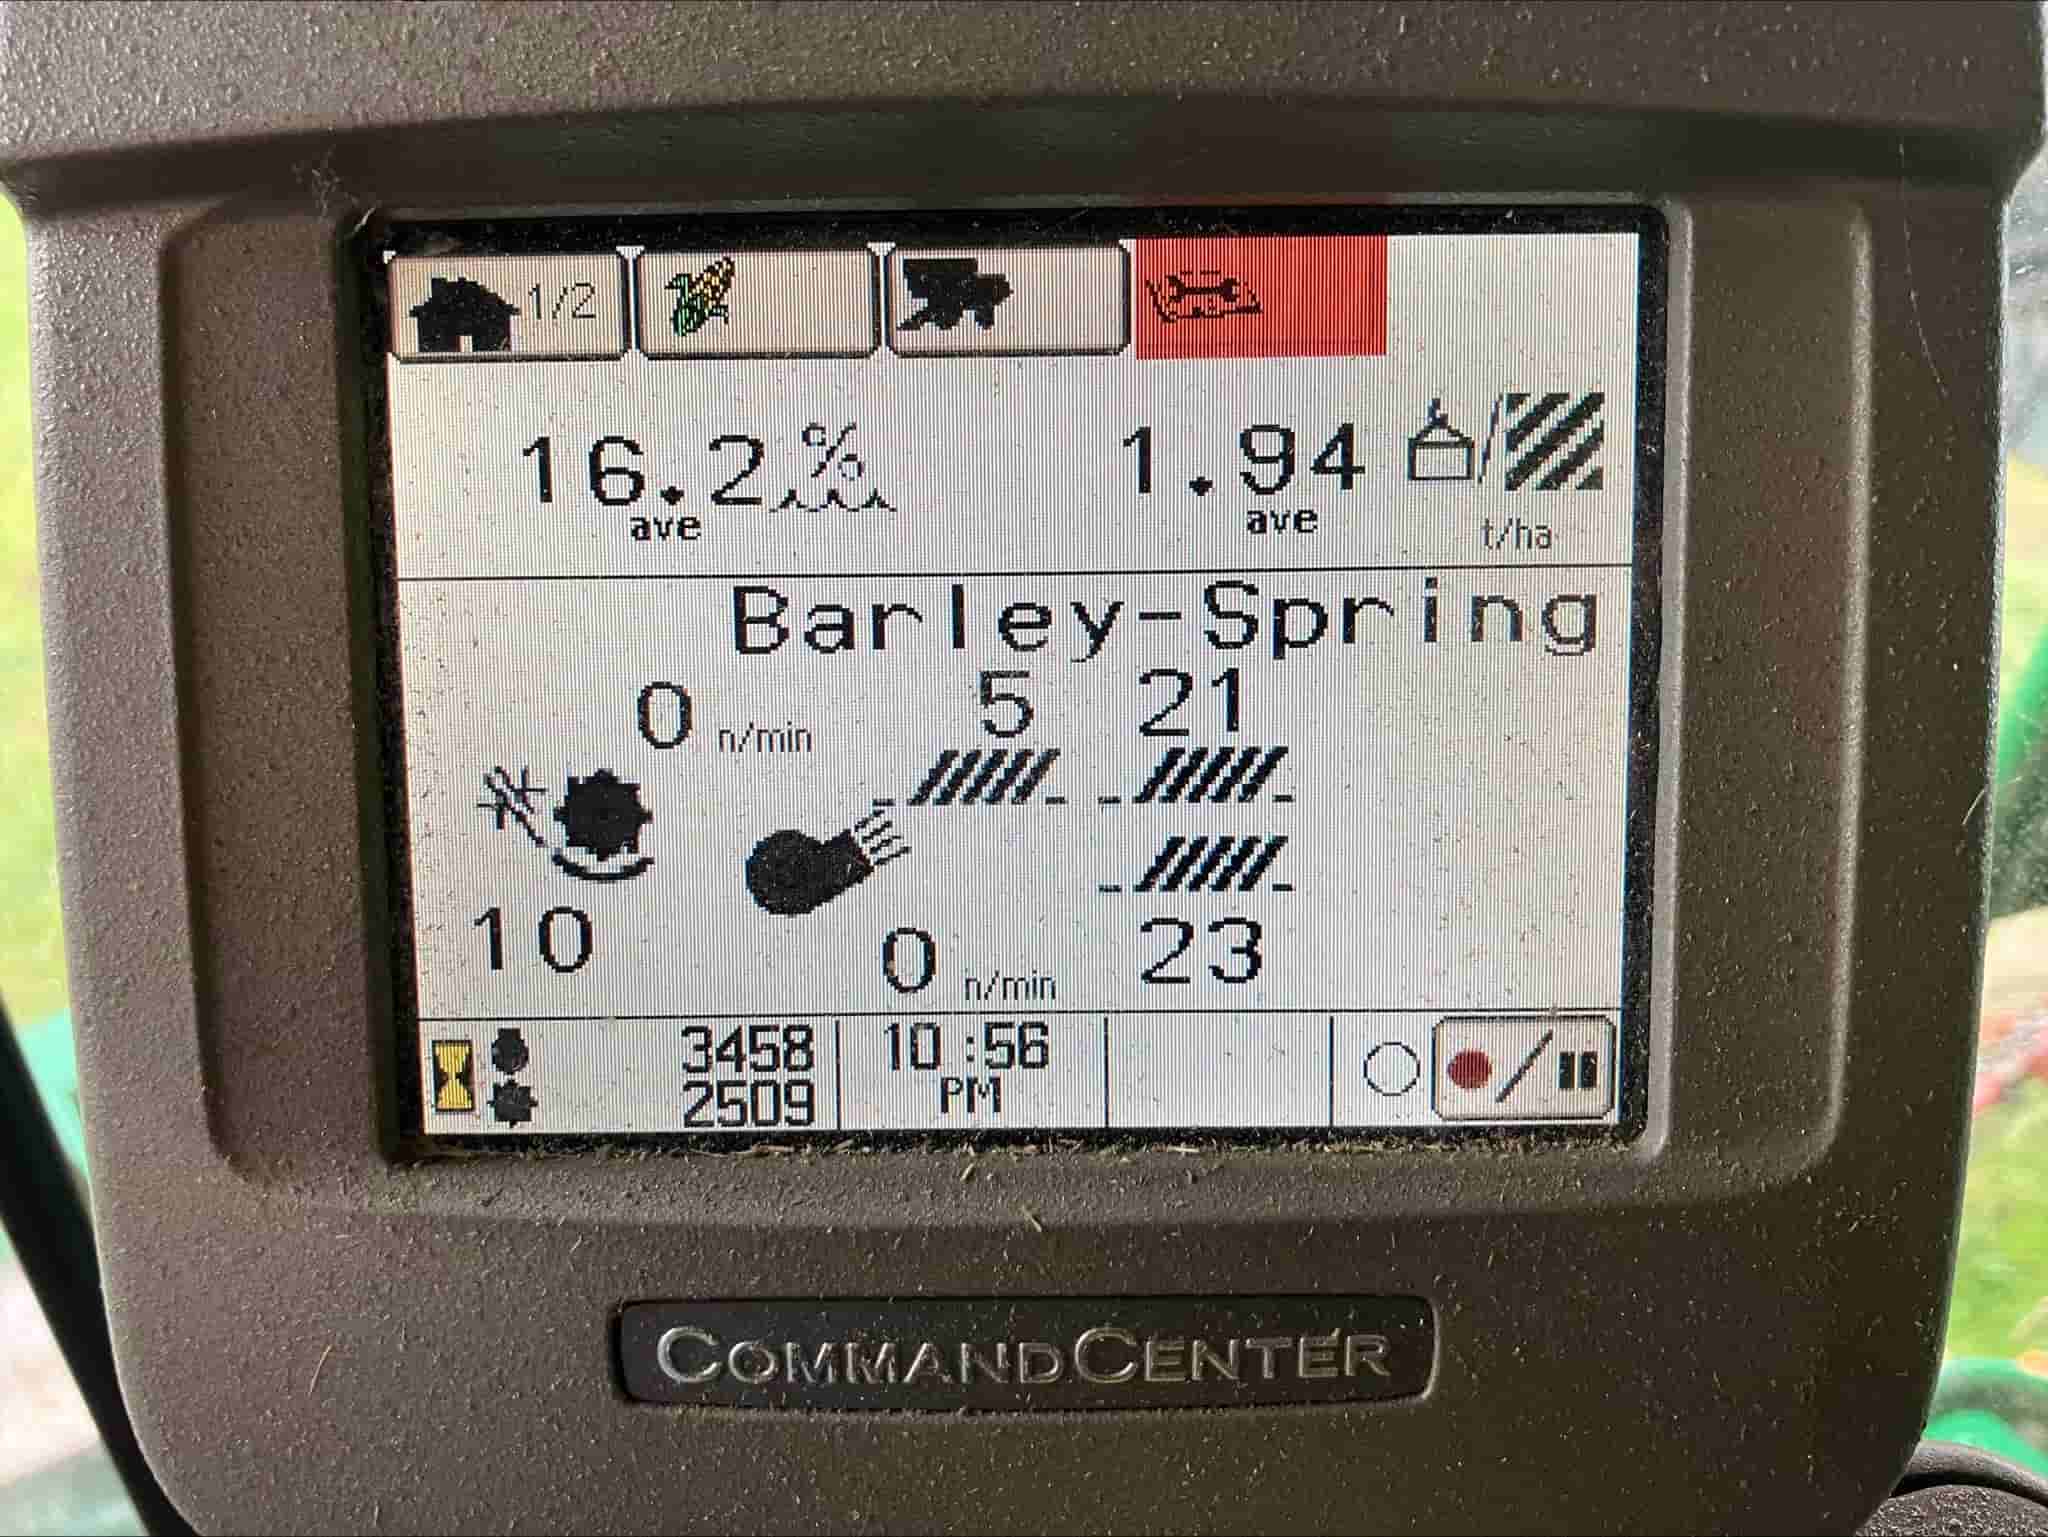 1/2
16.2 %
ave
1.94
ave
t/ha
Barley-Spring
0 n/min
5
21
10
0 n/min
23
3458
2509
10:56
PM
COMMANDCENTER